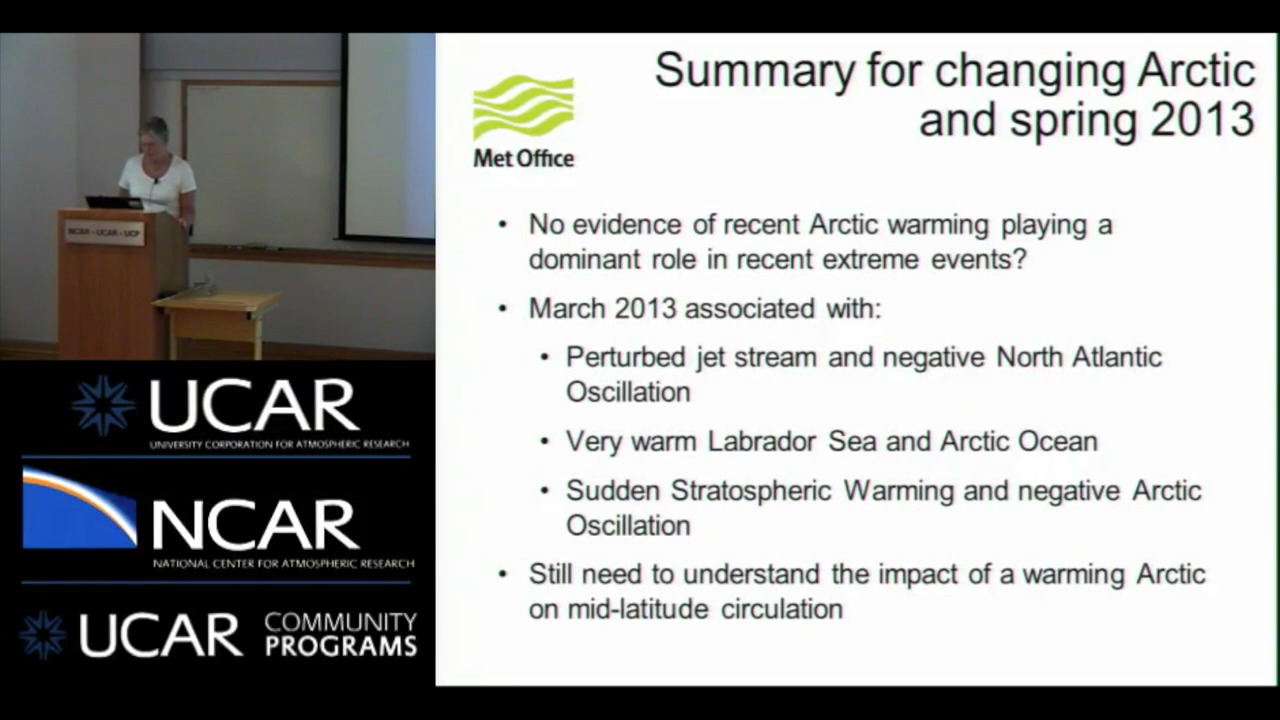 Summary for changing Arctic
and spring 2013
Met Office
• No evidence of recent Arctic warming playing a
dominant role in recent extreme events?
• March 2013 associated with:
• Perturbed jet stream and negative North Atlantic
Oscillation
• Very warm Labrador Sea and Arctic Ocean
• Sudden Stratospheric Warming and negative Arctic
Oscillation
• Still need to understand the impact of a warming Arctic
on mid-latitude circulation
NCAR - UCAR - UCP
UCAR
UNIVERSITY CORPORATION FOR ATMOSPHERIC RESEARCH
NCAR
NATIONAL CENTER FOR ATMOSPHERIC RESEARCH
UCAR COMMUNITY
PROGRAMS